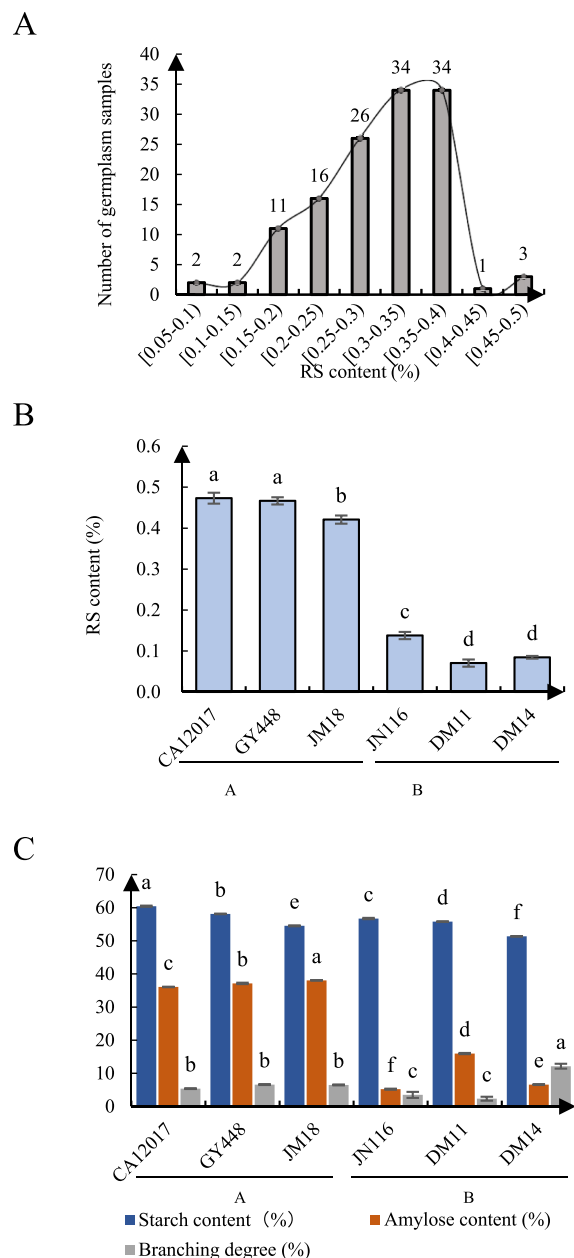 A
Number of germplasm samples
40
35
30
25
20
15
10
5
0
2
2
11
16
26
34
34
1
3
[0.05-0.1)
[0.1-0.15)
[0.15-0.2)
[0.2-0.25)
[0.25-0.3)
[0.3-0.35)
[0.35-0.4)
[0.4-0.45)
[0.45-0.5)
RS content (%)
B
RS content (%)
0.6
0.5
0.4
0.3
0.2
0.1
0.0
a
a
b
c
d
d
CA12017
GY448
JM18
JN116
DM11
DM14
A
B
C
70
60
50
40
30
20
10
0
a
c
b
b
b
b
e
a
b
c
f
c
d
d
c
f
e
a
CA12017
GY448
JM18
JN116
DM11
DM14
A
B
Starch content（%）
Amylose content (%)
Branching degree (%)